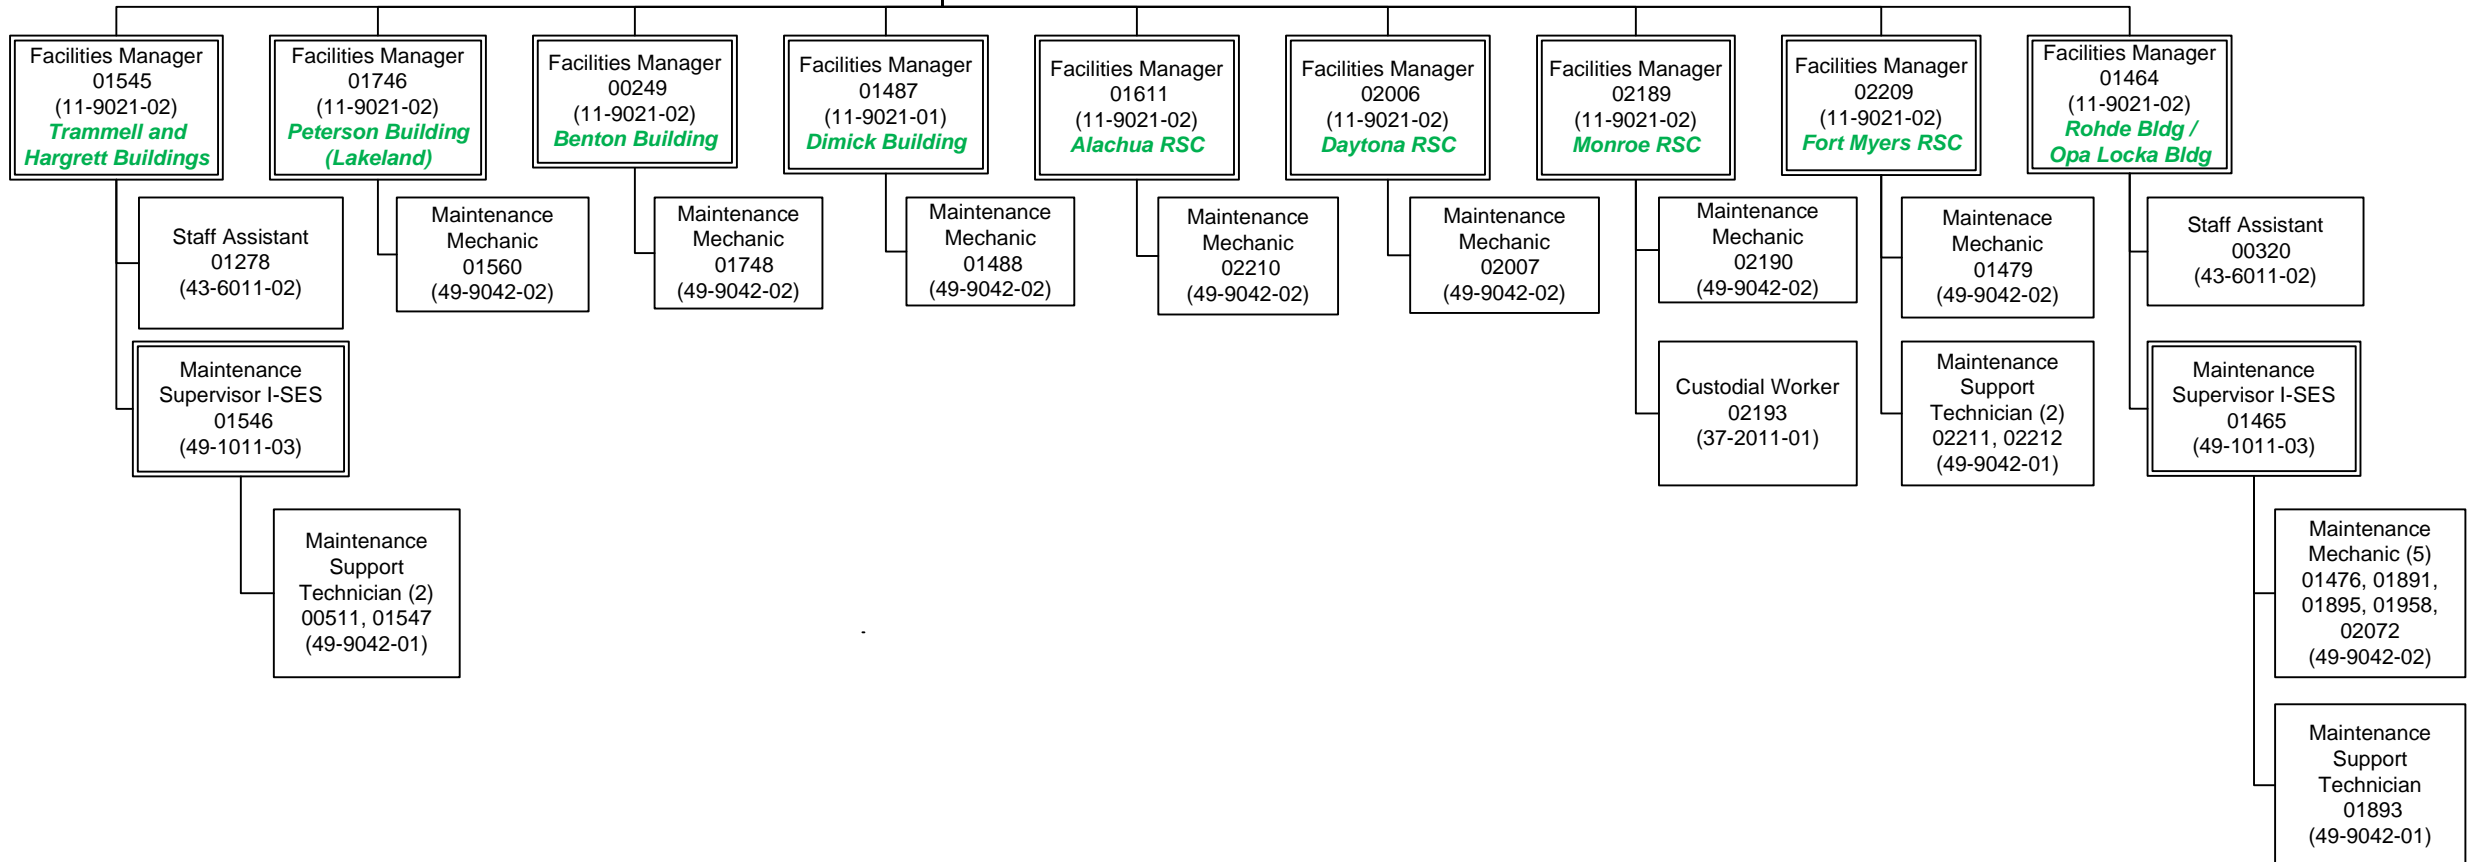 Facilities Manager
01545
(11-9021-02)
Trammell and
Hargrett Buildings
Facilities Manager
01746
(11-9021-02)
Peterson Building
(Lakeland)
Facilities Manager
00249
(11-9021-02)
Benton Building
Facilities Manager
01487
(11-9021-01)
Dimick Building
Facilities Manager
01611
(11-9021-02)
Alachua RSC
Facilities Manager
02006
(11-9021-02)
Daytona RSC
Facilities Manager
02189
(11-9021-02)
Monroe RSC
Facilities Manager
02209
(11-9021-02)
Fort Myers RSC
Facilities Manager
01464
(11-9021-02)
Rohde Bldg /
Opa Locka Bldg
Staff Assistant
01278
(43-6011-02)
Maintenance
Mechanic
01560
(49-9042-02)
Maintenance
Mechanic
01748
(49-9042-02)
Maintenance
Mechanic
01488
(49-9042-02)
Maintenance
Mechanic
02210
(49-9042-02)
Maintenance
Mechanic
02007
(49-9042-02)
Maintenance
Mechanic
02190
(49-9042-02)
Maintenace
Mechanic
01479
(49-9042-02)
Staff Assistant
00320
(43-6011-02)
Maintenance
Supervisor I-SES
01546
(49-1011-03)
Custodial Worker
02193
(37-2011-01)
Maintenance
Support
Technician (2)
02211, 02212
(49-9042-01)
Maintenance
Supervisor I-SES
01465
(49-1011-03)
Maintenance
Support
Technician (2)
00511, 01547
(49-9042-01)
-
Maintenance
Mechanic (5)
01476, 01891,
01895, 01958,
02072
(49-9042-02)
Maintenance
Support
Technician
01893
(49-9042-01)